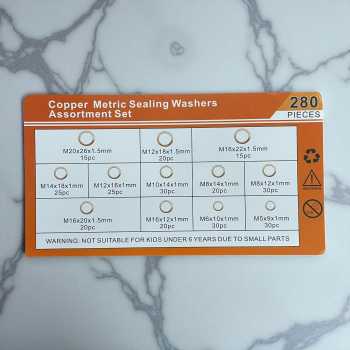 Copper Metric Sealing Washers
Assortment Set
280
PIECES
M20x26x1.5mm
15pc
M12x18x1.5mm
20pc
M16x22x1.5mm
15pc
M14x18x1mm
25pc
M12x16x1mm
25pc
M10x14x1mm
30pc
M8x14x1mm
20pc
M8x12x1mm
30pc
M16x20x1.5mm
20pc
M16x12x1mm
20pc
M6x10x1mm
30pc
M5x9x1mm
30pc
WARNING: NOT SUITABLE FOR KIDS UNDER 6 YEARS DUE TO SMALL PARTS